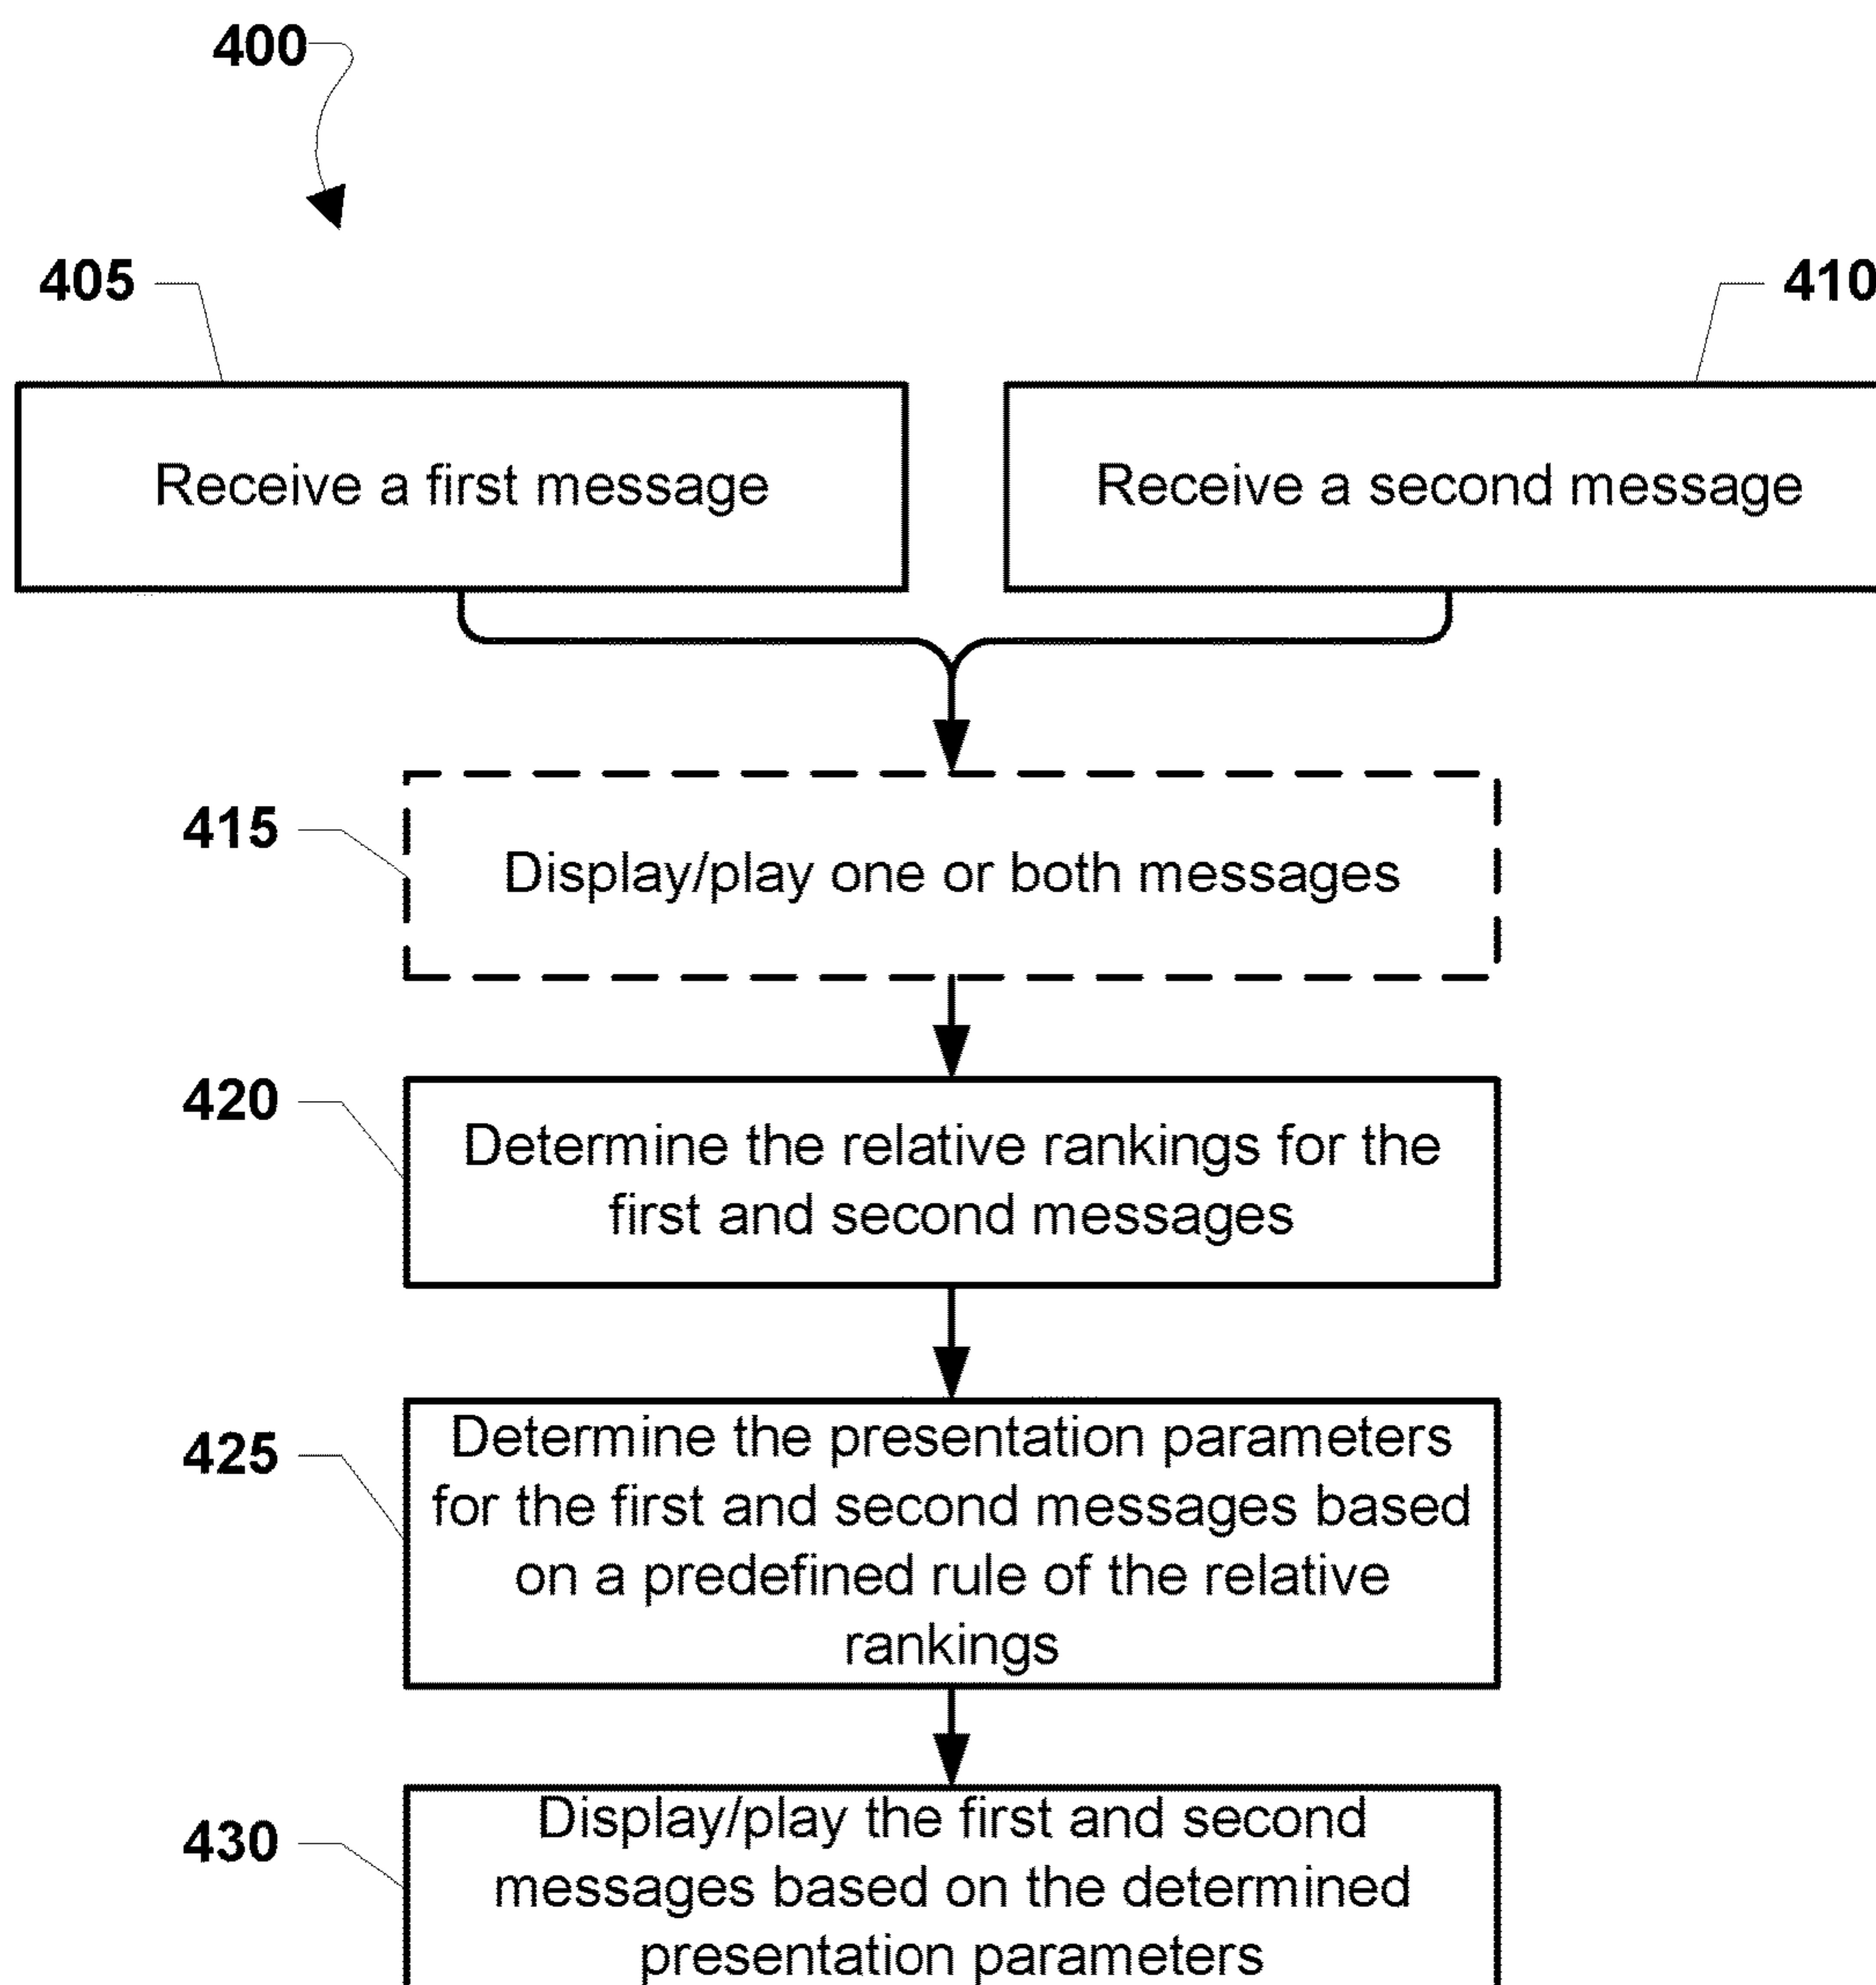 400
405
410
Receive a first message
Receive a second message
415
Display/play one or both messages
420
Determine the relative rankings for the
first and second messages
425
Determine the presentation parameters
for the first and second messages based
on a predefined rule of the relative
rankings
430
Display/play the first and second
messages based on the determined
presentation parameters